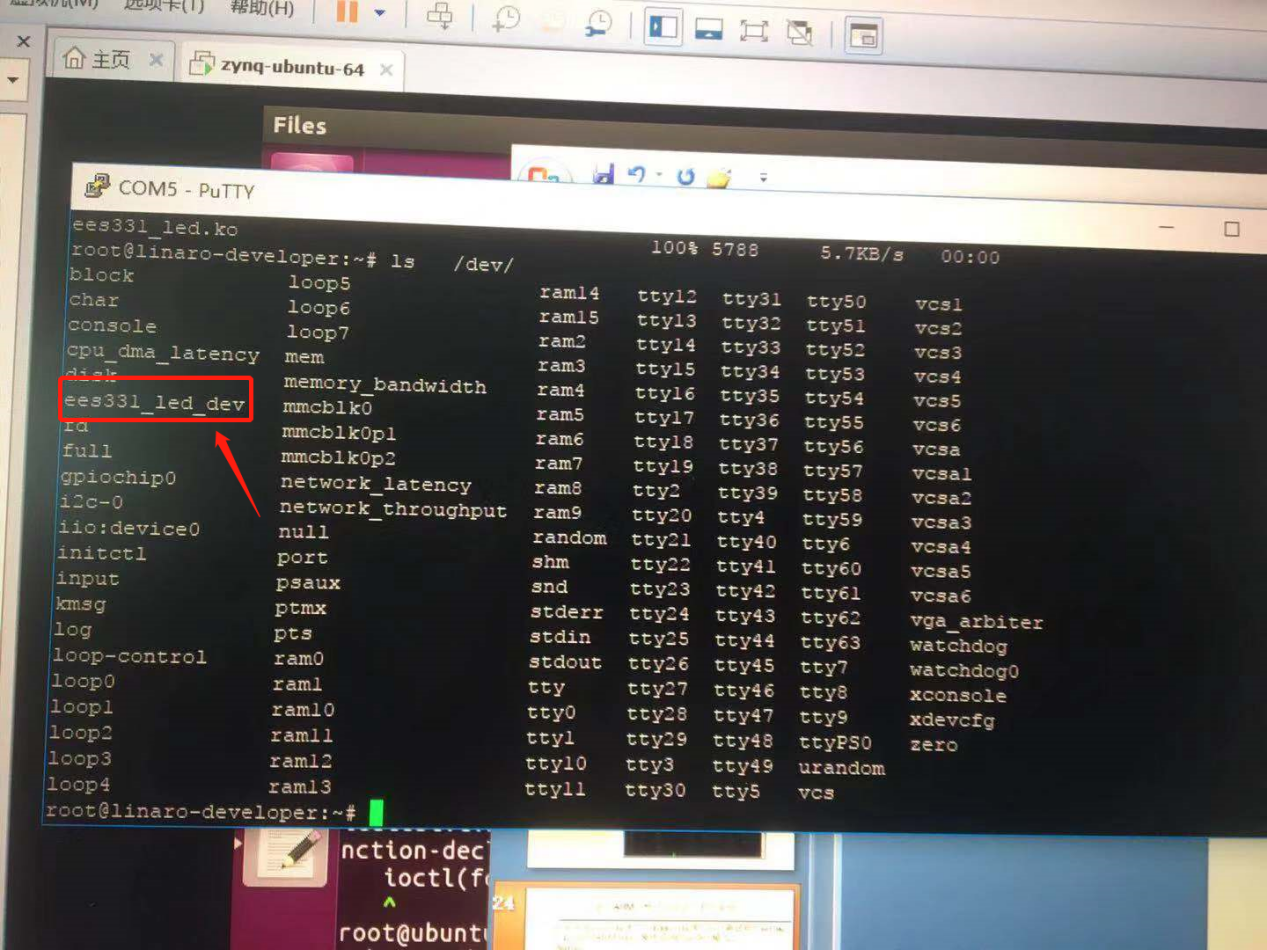 选项卡(T) 帮助(H)
主页 zynq-ubuntu-64
Files
COM5 - PuTTY
ees331_led.ko 100% 5788 5.7KB/s 00:00
root@linaro-developer:~# ls /dev/
block loop5 ram14 tty12 tty31 tty50 vcs1
char loop6 ram15 tty13 tty32 tty51 vcs2
console loop7 ram2 tty14 tty33 tty52 vcs3
cpu_dma_latency mem ram3 tty15 tty34 tty53 vcs4
disk memory_bandwidth ram4 tty16 tty35 tty54 vcs5
ees331_led_dev mmcblk0 ram5 tty17 tty36 tty55 vcs6
mmcblk0p1 ram6 tty18 tty37 tty56 vcsa
full mmcblk0p2 ram7 tty19 tty38 tty57 vcsa1
gpiochip0 network_latency ram8 tty2 tty39 tty58 vcsa2
i2c-0 network_throughput ram9 tty20 tty4 tty59 vcsa3
iio:device0 null random tty21 tty40 tty6 vcsa4
initctl port shm tty22 tty41 tty60 vcsa5
input psaux snd tty23 tty42 tty61 vcsa6
kmsg ptmx stderr tty24 tty43 tty62 vga_arbiter
log pts stdin tty25 tty44 tty63 watchdog
loop-control ram0 stdout tty26 tty45 tty7 watchdog0
loop0 ram1 tty tty27 tty46 tty8 xconsole
loop1 ram10 tty0 tty28 tty47 tty9 xdevcfg
loop2 ram11 tty1 tty29 tty48 ttyPS0 zero
loop3 ram12 tty10 tty3 tty49 urandom
loop4 ram13 tty11 tty30 tty5 vcs
root@linaro-developer:~#
nction-decl
ioctl(f
^
24
root@ubuntu